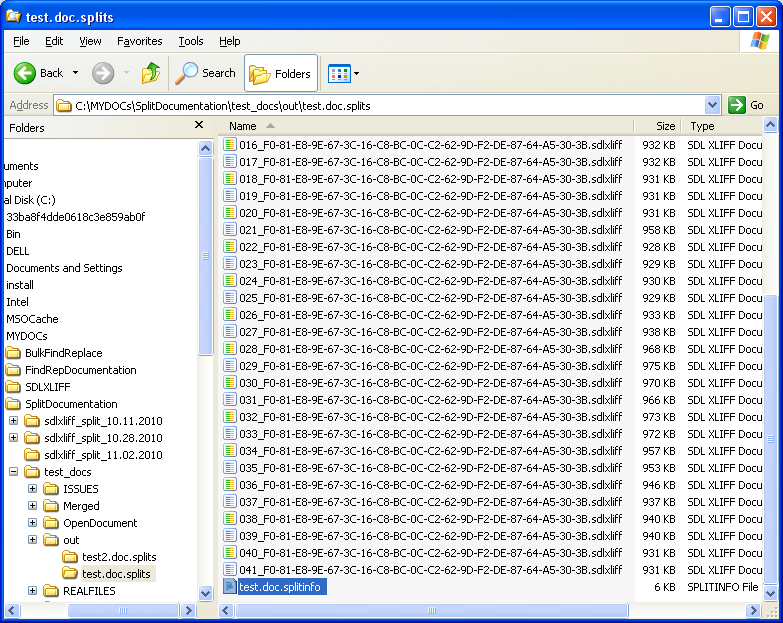 test.doc.splits
File Edit View Favorites Tools Help
Back Search Folders
Address C:\MYDOCs\SplitDocumentation\test_docs\out\test.doc.splits Go
Folders
uments
nputer
al Disk (C:)
33ba8f4dde0618c3e859ab0f
Bin
DELL
Documents and Settings
install
Intel
MSOCache
MYDOCs
BulkFindReplace
FindRepDocumentation
SDLXLIFF
SplitDocumentation
sdlxliff_split_10.11.2010
sdlxliff_split_10.28.2010
sdlxliff_split_11.02.2010
test_docs
ISSUES
Merged
OpenDocument
out
test2.doc.splits
test.doc.splits
REALFILES
Name Size Type
016_F0-81-E8-9E-67-3C-16-C8-BC-0C-C2-62-9D-F2-DE-87-64-A5-30-3B.sdlxliff 932 KB SDL XLIFF Docu
017_F0-81-E8-9E-67-3C-16-C8-BC-0C-C2-62-9D-F2-DE-87-64-A5-30-3B.sdlxliff 932 KB SDL XLIFF Docu
018_F0-81-E8-9E-67-3C-16-C8-BC-0C-C2-62-9D-F2-DE-87-64-A5-30-3B.sdlxliff 931 KB SDL XLIFF Docu
019_F0-81-E8-9E-67-3C-16-C8-BC-0C-C2-62-9D-F2-DE-87-64-A5-30-3B.sdlxliff 931 KB SDL XLIFF Docu
020_F0-81-E8-9E-67-3C-16-C8-BC-0C-C2-62-9D-F2-DE-87-64-A5-30-3B.sdlxliff 931 KB SDL XLIFF Docu
021_F0-81-E8-9E-67-3C-16-C8-BC-0C-C2-62-9D-F2-DE-87-64-A5-30-3B.sdlxliff 958 KB SDL XLIFF Docu
022_F0-81-E8-9E-67-3C-16-C8-BC-0C-C2-62-9D-F2-DE-87-64-A5-30-3B.sdlxliff 928 KB SDL XLIFF Docu
023_F0-81-E8-9E-67-3C-16-C8-BC-0C-C2-62-9D-F2-DE-87-64-A5-30-3B.sdlxliff 929 KB SDL XLIFF Docu
024_F0-81-E8-9E-67-3C-16-C8-BC-0C-C2-62-9D-F2-DE-87-64-A5-30-3B.sdlxliff 930 KB SDL XLIFF Docu
025_F0-81-E8-9E-67-3C-16-C8-BC-0C-C2-62-9D-F2-DE-87-64-A5-30-3B.sdlxliff 929 KB SDL XLIFF Docu
026_F0-81-E8-9E-67-3C-16-C8-BC-0C-C2-62-9D-F2-DE-87-64-A5-30-3B.sdlxliff 933 KB SDL XLIFF Docu
027_F0-81-E8-9E-67-3C-16-C8-BC-0C-C2-62-9D-F2-DE-87-64-A5-30-3B.sdlxliff 938 KB SDL XLIFF Docu
028_F0-81-E8-9E-67-3C-16-C8-BC-0C-C2-62-9D-F2-DE-87-64-A5-30-3B.sdlxliff 968 KB SDL XLIFF Docu
029_F0-81-E8-9E-67-3C-16-C8-BC-0C-C2-62-9D-F2-DE-87-64-A5-30-3B.sdlxliff 975 KB SDL XLIFF Docu
030_F0-81-E8-9E-67-3C-16-C8-BC-0C-C2-62-9D-F2-DE-87-64-A5-30-3B.sdlxliff 970 KB SDL XLIFF Docu
031_F0-81-E8-9E-67-3C-16-C8-BC-0C-C2-62-9D-F2-DE-87-64-A5-30-3B.sdlxliff 966 KB SDL XLIFF Docu
032_F0-81-E8-9E-67-3C-16-C8-BC-0C-C2-62-9D-F2-DE-87-64-A5-30-3B.sdlxliff 973 KB SDL XLIFF Docu
033_F0-81-E8-9E-67-3C-16-C8-BC-0C-C2-62-9D-F2-DE-87-64-A5-30-3B.sdlxliff 972 KB SDL XLIFF Docu
034_F0-81-E8-9E-67-3C-16-C8-BC-0C-C2-62-9D-F2-DE-87-64-A5-30-3B.sdlxliff 957 KB SDL XLIFF Docu
035_F0-81-E8-9E-67-3C-16-C8-BC-0C-C2-62-9D-F2-DE-87-64-A5-30-3B.sdlxliff 953 KB SDL XLIFF Docu
036_F0-81-E8-9E-67-3C-16-C8-BC-0C-C2-62-9D-F2-DE-87-64-A5-30-3B.sdlxliff 946 KB SDL XLIFF Docu
037_F0-81-E8-9E-67-3C-16-C8-BC-0C-C2-62-9D-F2-DE-87-64-A5-30-3B.sdlxliff 937 KB SDL XLIFF Docu
038_F0-81-E8-9E-67-3C-16-C8-BC-0C-C2-62-9D-F2-DE-87-64-A5-30-3B.sdlxliff 940 KB SDL XLIFF Docu
039_F0-81-E8-9E-67-3C-16-C8-BC-0C-C2-62-9D-F2-DE-87-64-A5-30-3B.sdlxliff 940 KB SDL XLIFF Docu
040_F0-81-E8-9E-67-3C-16-C8-BC-0C-C2-62-9D-F2-DE-87-64-A5-30-3B.sdlxliff 931 KB SDL XLIFF Docu
041_F0-81-E8-9E-67-3C-16-C8-BC-0C-C2-62-9D-F2-DE-87-64-A5-30-3B.sdlxliff 931 KB SDL XLIFF Docu
test.doc.splitinfo 6 KB SPLITINFO File